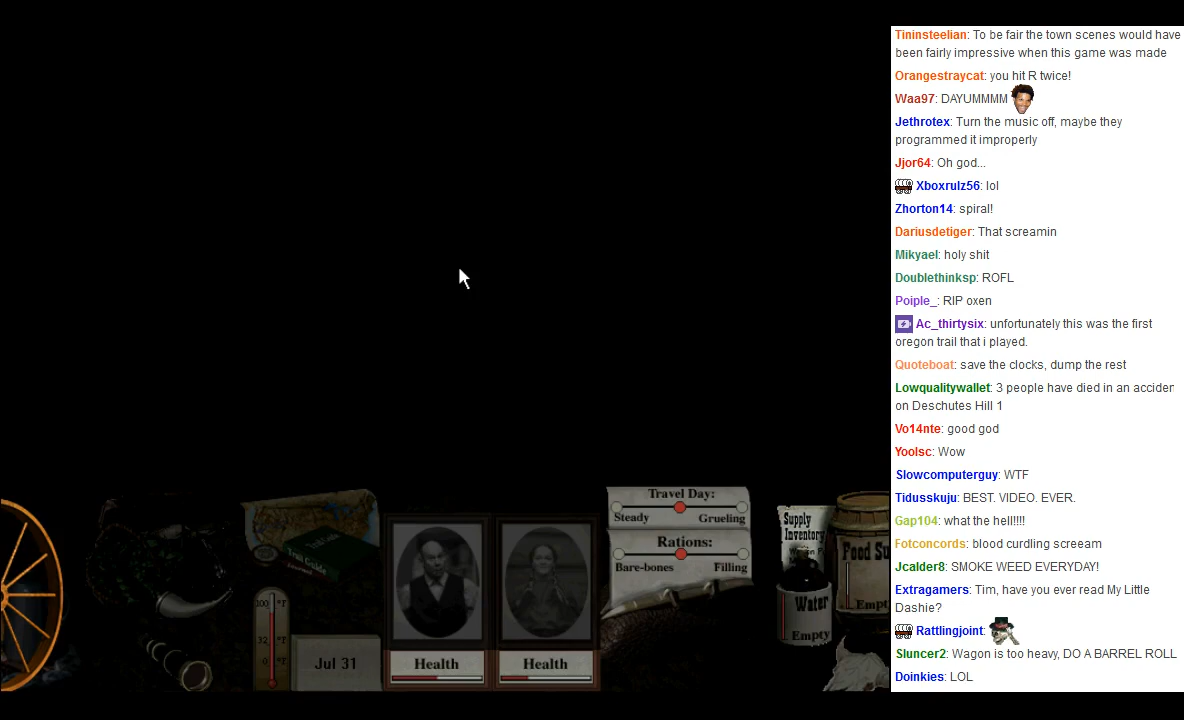 Tininsteelian: To be fair the town scenes would have
been fairly impressive when this game was made
Orangestraycat: you hit R twice!
Waa97: DAYUMMMM
Jethrotex: Turn the music off, maybe they
programmed it improperly
Jjor64: Oh god...
Xboxrulz56: lol
Zhorton14: spiral!
Dariusdetiger: That screamin
Mikyael: holy shit
Doublethinksp: ROFL
Poiple_: RIP oxen
Ac_thirtysix: unfortunately this was the first
oregon trail that i played.
Quoteboat: save the clocks, dump the rest
Lowqualitywallet: 3 people have died in an acciden
on Deschutes Hill 1
Vo14nte: good god
Yoolsc: Wow
Slowcomputerguy: WTF
Tidusskuju: BEST. VIDEO. EVER.
Gap104: what the hell!!!!
Fotconcords: blood curdling screeam
Jcalder8: SMOKE WEED EVERYDAY!
Extragamers: Tim, have you ever read My Little
Dashie?
Rattlingjoint:
Sluncer2: Wagon is too heavy, DO A BARREL ROLL
Doinkies: LOL
Travel Day:
Steady Grueling
Rations:
Bare-bones Filling
Supply
Inventory
Food Su
Empt
Water
Empty
Guide
100 °F
32 °F
0 °F
Jul 31
Health
Health